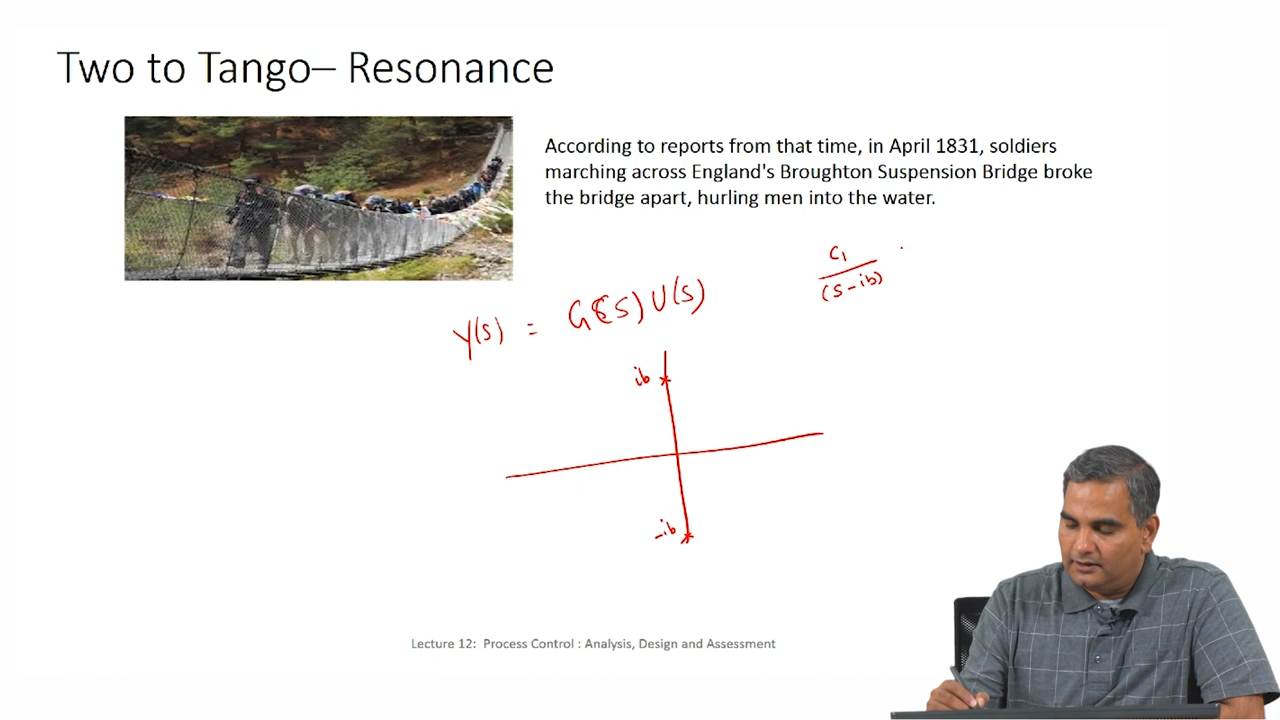 Two to Tango– Resonance
According to reports from that time, in April 1831, soldiers
marching across England's Broughton Suspension Bridge broke
the bridge apart, hurling men into the water.
C₁
(s-ib)
Y(s) = G(s) U(s)
ib
-ib
Lecture 12: Process Control : Analysis, Design and Assessment